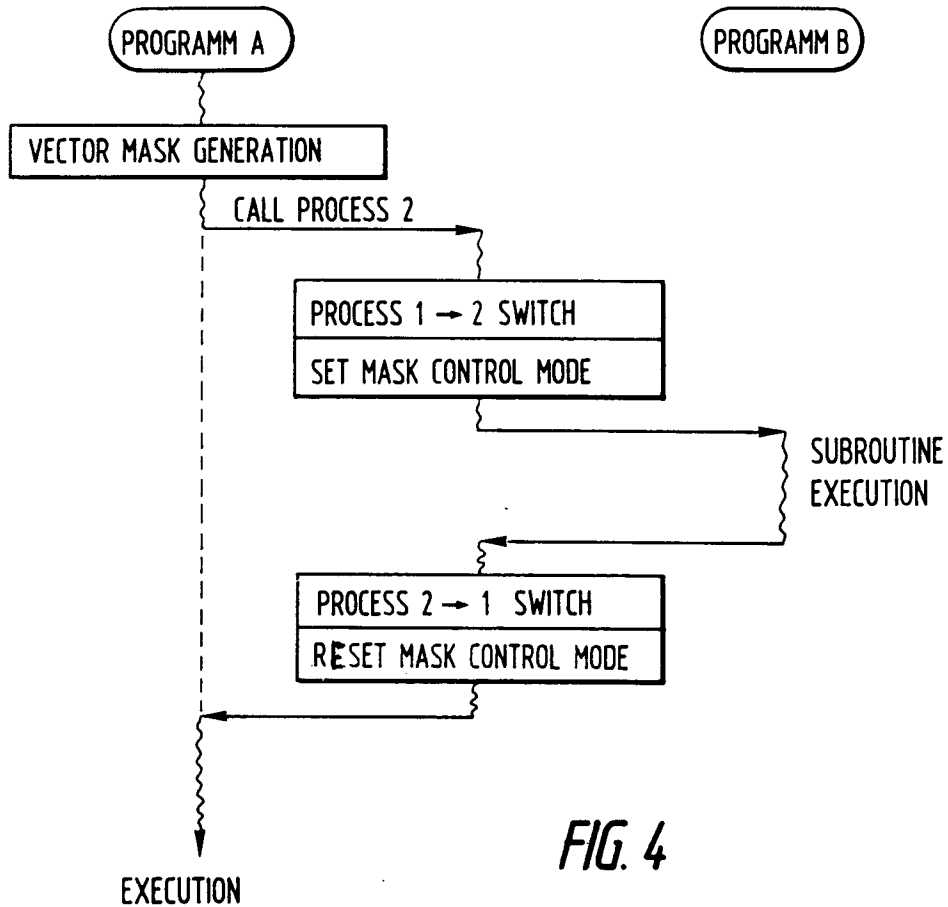 PROGRAMM A
PROGRAMM B
VECTOR MASK GENERATION
CALL PROCESS 2
PROCESS 1 → 2 SWITCH
SET MASK CONTROL MODE
SUBROUTINE
EXECUTION
PROCESS 2 → 1 SWITCH
RESET MASK CONTROL MODE
FIG. 4
EXECUTION